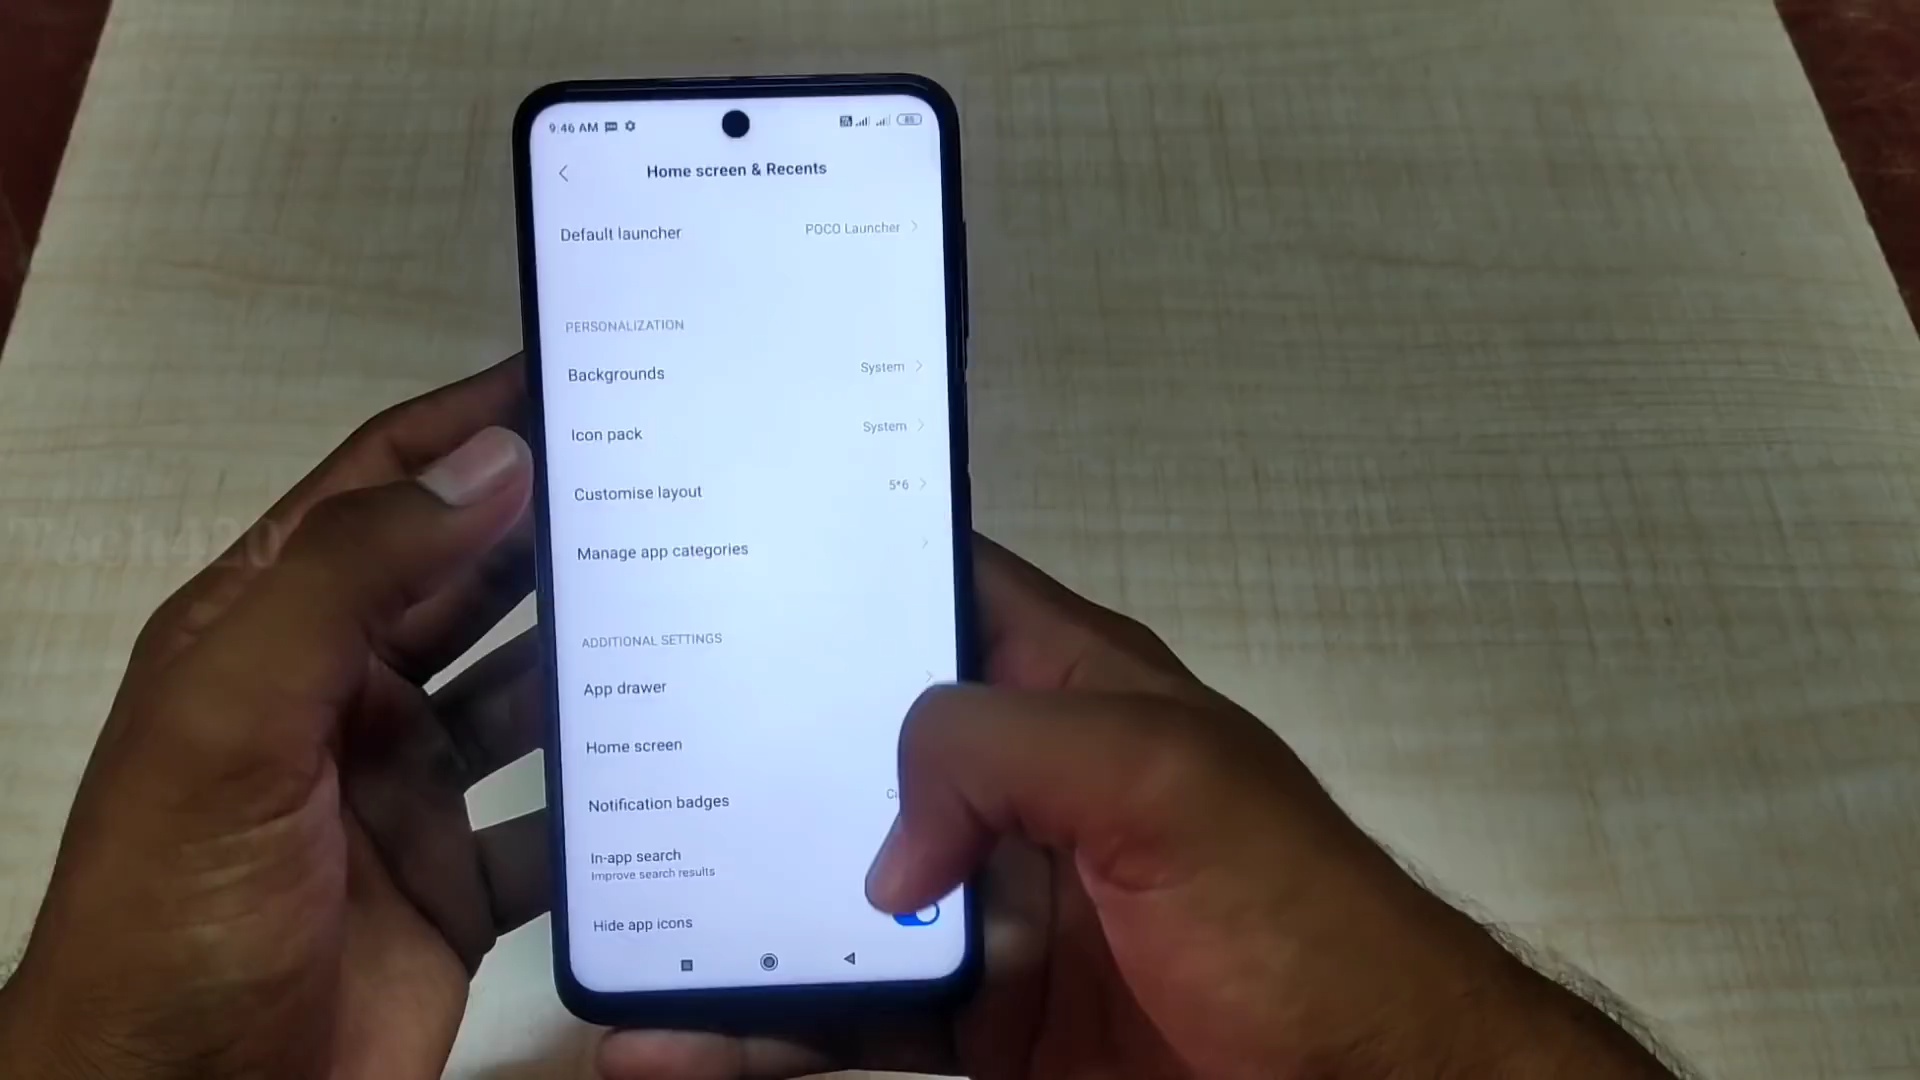 9:46 AM
Home screen & Recents
Default launcher POCO Launcher
PERSONALIZATION
Backgrounds System
Icon pack System
Customise layout 5*6
Manage app categories
ADDITIONAL SETTINGS
App drawer
Home screen
Notification badges
In-app search
Improve search results
Hide app icons